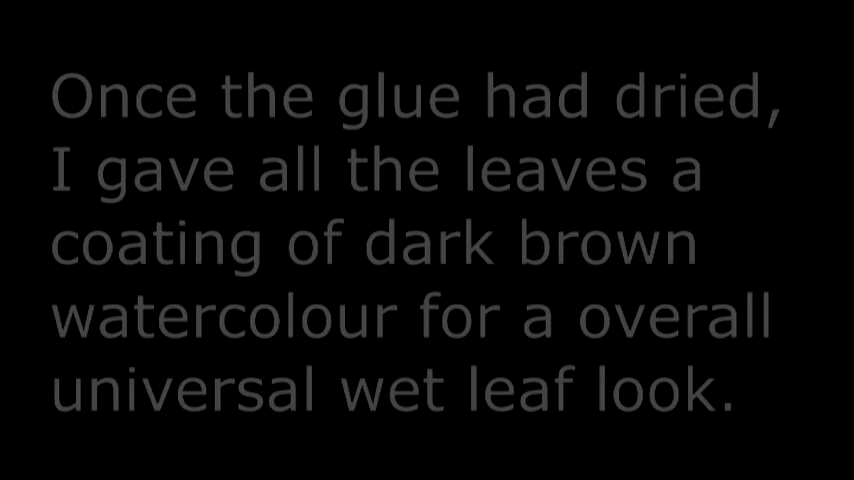 Once the glue had dried,
I gave all the leaves a
coating of dark brown
watercolour for a overall
universal wet leaf look.